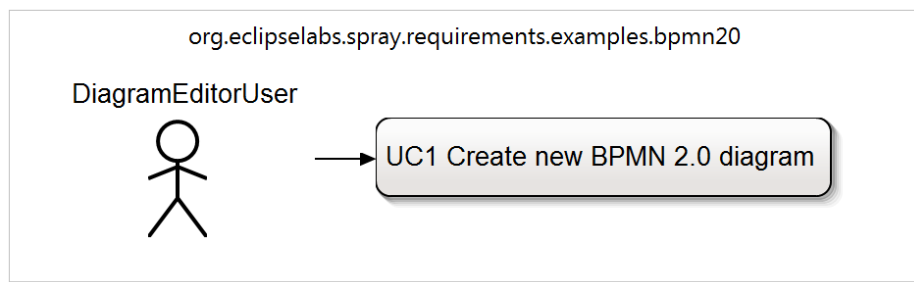 org.eclipselabs.spray.requirements.examples.bpmn20
DiagramEditorUser
UC1 Create new BPMN 2.0 diagram